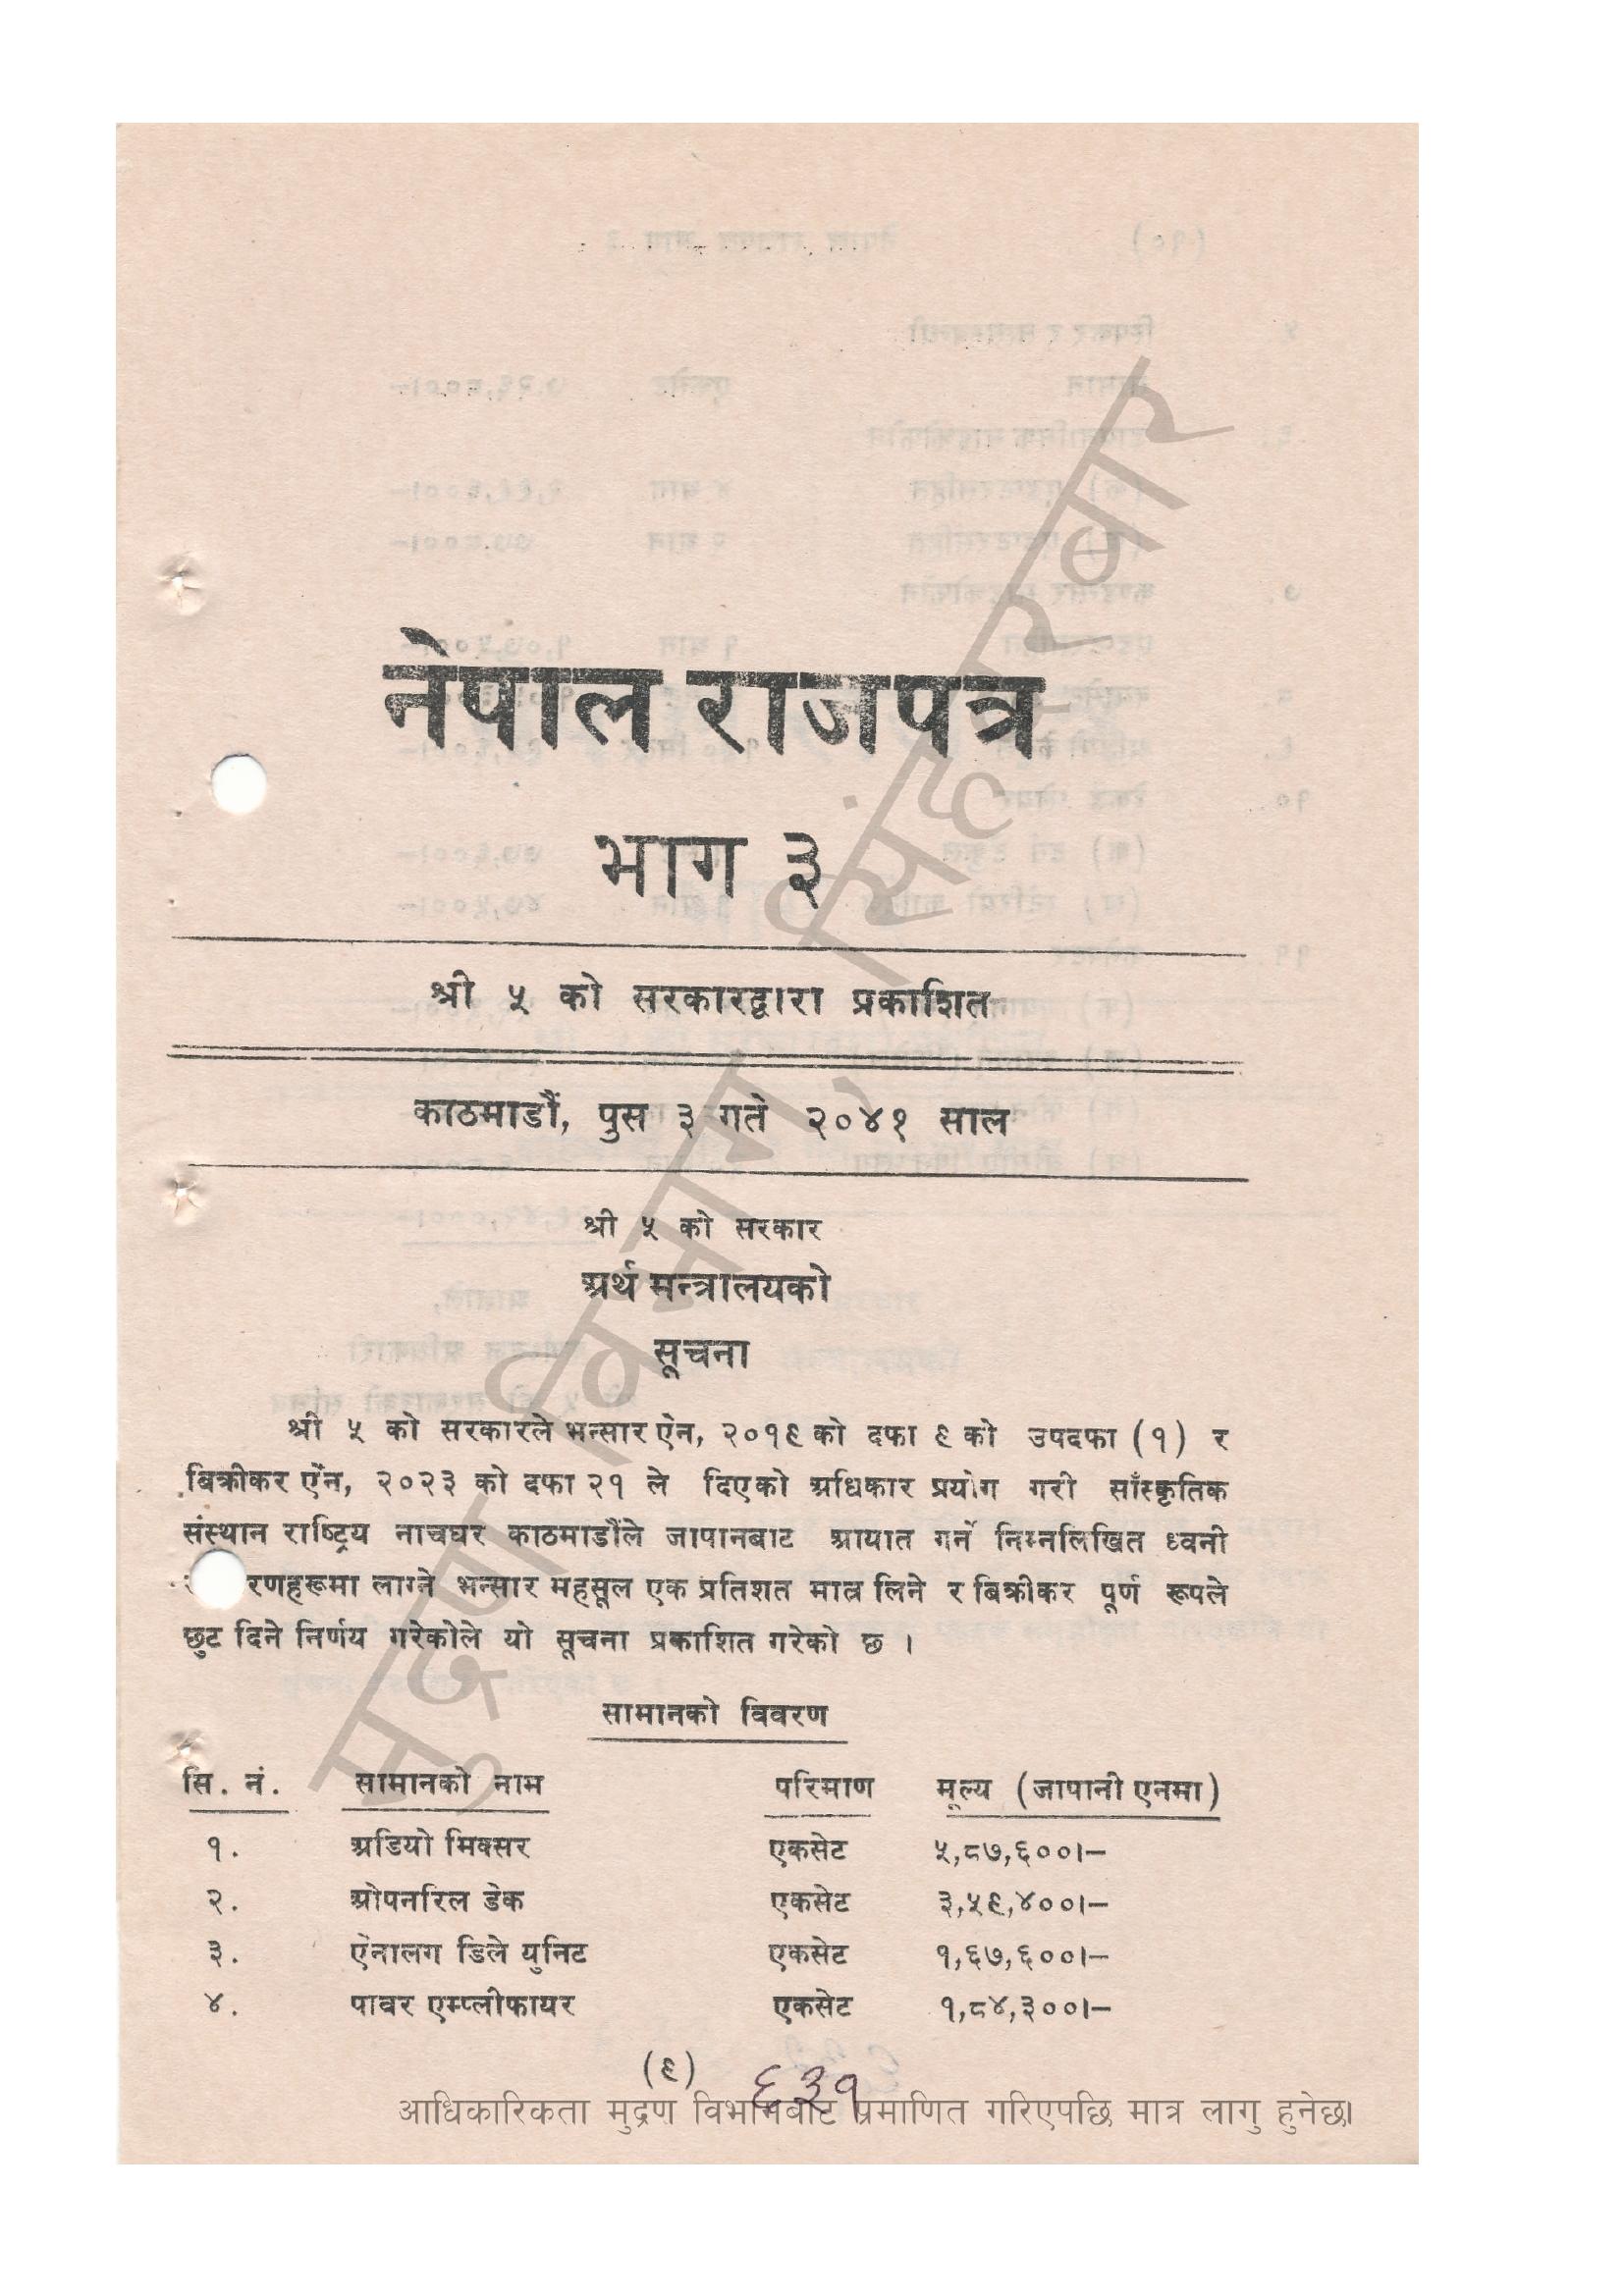 नेपाल राजपत्र
भाग ३
श्री ५ को सरकारद्वारा प्रकाशित
काठमाडौं, पुस ३ गते २०४१ साल
श्री ५ को सरकार
अर्थ मन्त्रालयको
सूचना
श्री ५ को सरकारले भन्सार ऐन, २०१९ को दफा ९ को उपदफा (१) र
बिक्रीकर ऐन, २०२३ को दफा २१ ले दिएको अधिकार प्रयोग गरी साँस्कृतिक
संस्थान राष्ट्रिय नाचघर काठमाडौंले जापानबाट आयात गर्ने निम्नलिखित ध्वनी
रणहरूमा लाग्ने भन्सार महसूल एक प्रतिशत मात्र लिने र बिक्रीकर पूर्ण रूपले
छुट दिने निर्णय गरेकोले यो सूचना प्रकाशित गरेको छ ।
सामानको विवरण
सि. नं. सामानको नाम परिमाण मूल्य (जापानी एनमा)
१. अडियो मिक्सर एकसेट ५,८७,६००।–
२. ओपनरिल डेक एकसेट ३,५९,४००।–
३. ऐनालग डिले युनिट एकसेट १,६७,६००।–
४. पावर एम्प्लीफायर एकसेट १,८४,३००।–
(९)
६३१
आधिकारिकता मुद्रण विभागबाट प्रमाणित गरिएपछि मात्र लागु हुनेछ।
मुद्रण विभाग, सिंहदरबार